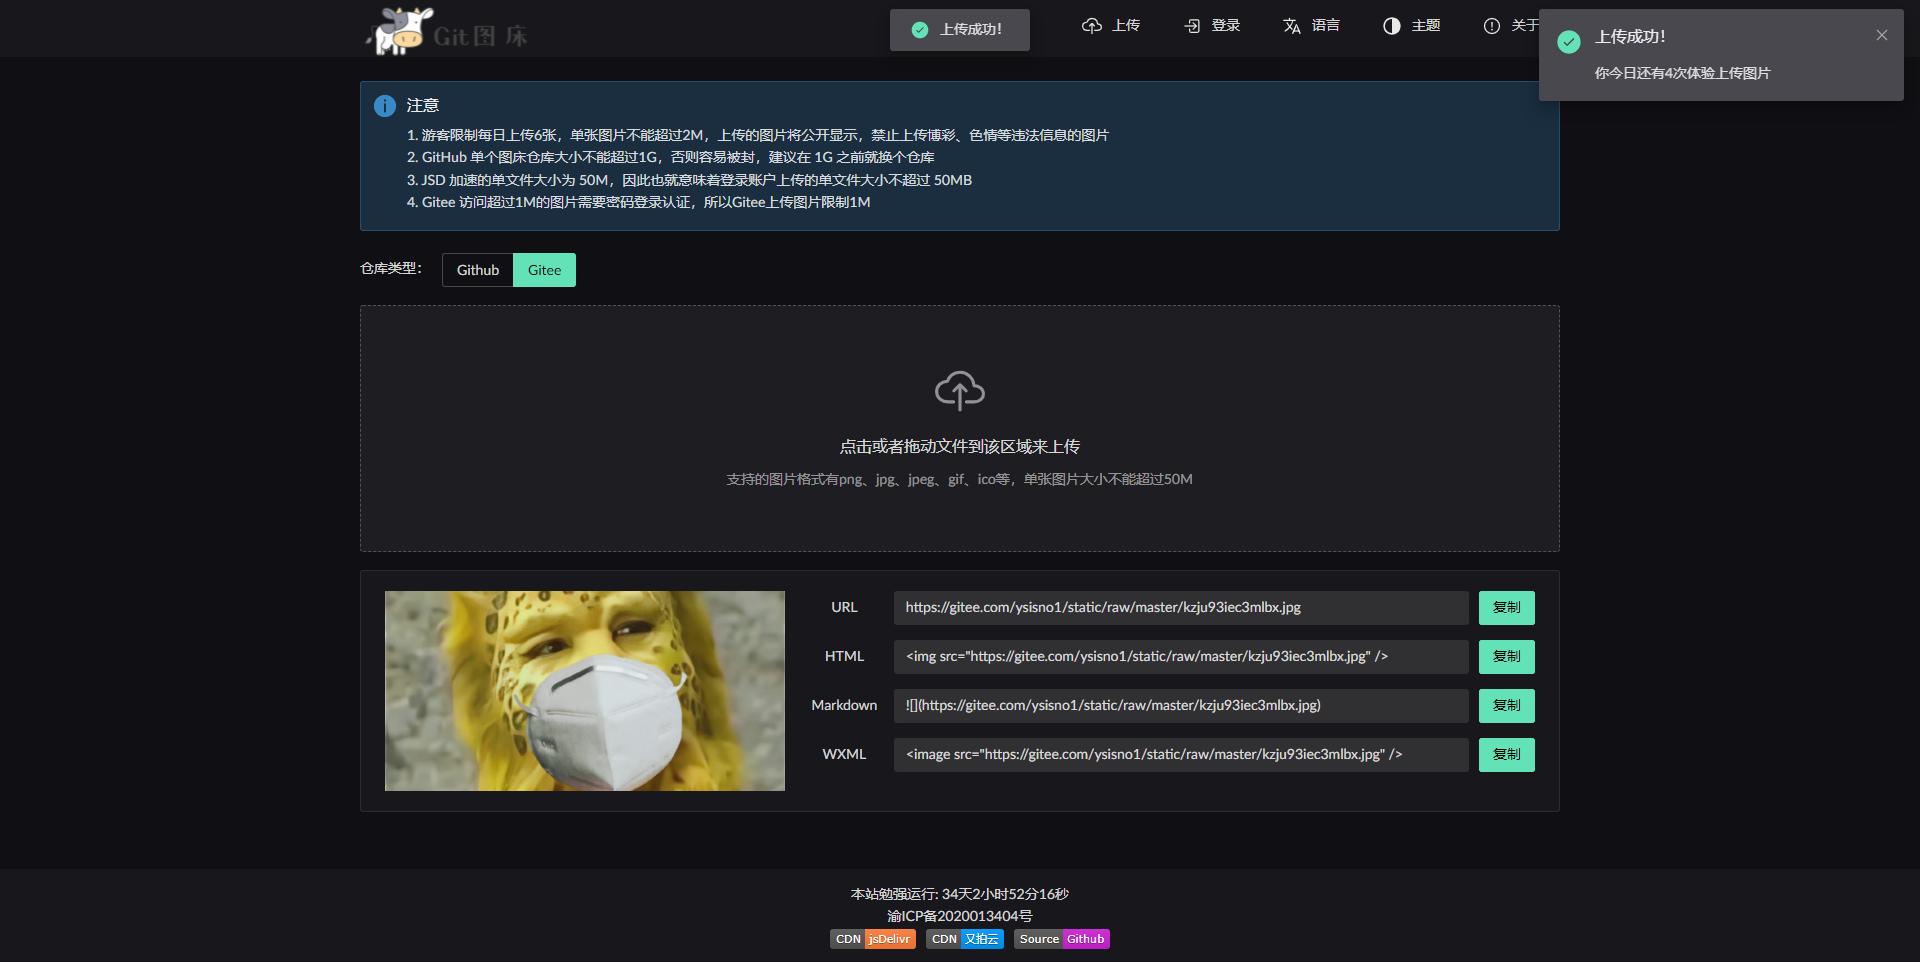 Git图 床
上传成功!
上传
登录
语言
主题
关于
上传成功!
你今日还有4次体验上传图片
注意
1. 游客限制每日上传6张，单张图片不能超过2M，上传的图片将公开显示，禁止上传博彩、色情等违法信息的图片
2. GitHub 单个图床仓库大小不能超过1G，否则容易被封，建议在 1G 之前就换个仓库
3. JSD 加速的单文件大小为 50M，因此也就意味着登录账户上传的单文件大小不超过 50MB
4. Gitee 访问超过1M的图片需要密码登录认证，所以Gitee上传图片限制1M
仓库类型：
Github
Gitee
点击或者拖动文件到该区域来上传
支持的图片格式有png、jpg、jpeg、gif、ico等，单张图片大小不能超过50M
URL
https://gitee.com/ysisno1/static/raw/master/kzju93iec3mlbx.jpg
复制
HTML
<img src="https://gitee.com/ysisno1/static/raw/master/kzju93iec3mlbx.jpg" />
复制
Markdown
![](https://gitee.com/ysisno1/static/raw/master/kzju93iec3mlbx.jpg)
复制
WXML
<image src="https://gitee.com/ysisno1/static/raw/master/kzju93iec3mlbx.jpg" />
复制
本站勉强运行: 34天2小时52分16秒
渝ICP备2020013404号
CDN jsDelivr
CDN 又拍云
Source Github